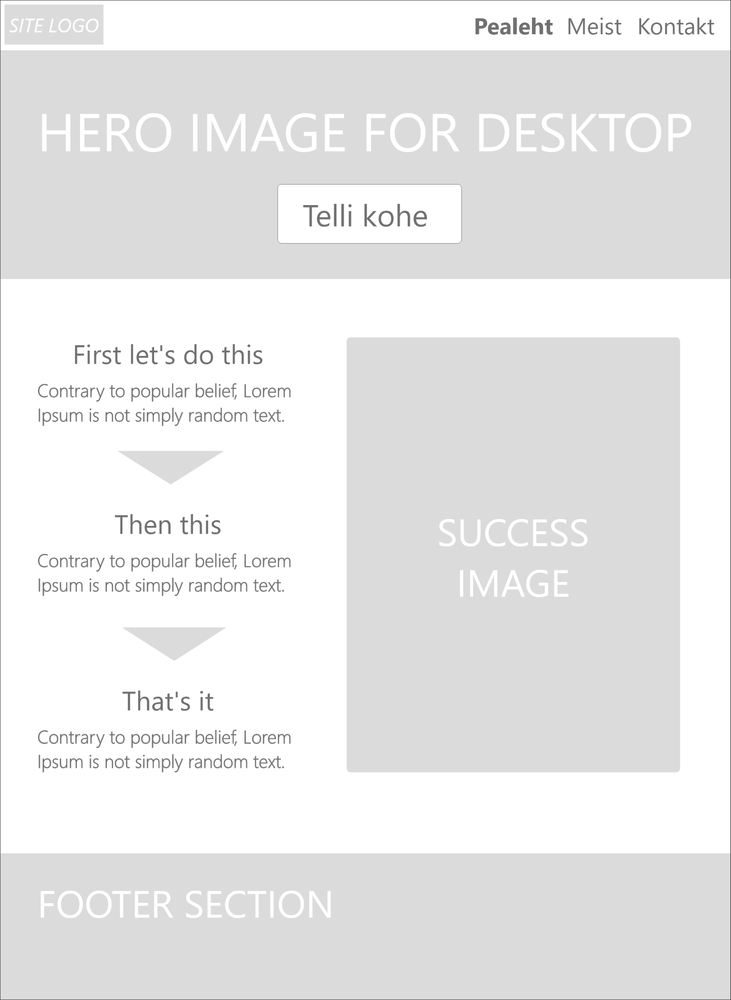 SITE LOGO
Pealeht Meist Kontakt
HERO IMAGE FOR DESKTOP
Telli kohe
First let's do this
Contrary to popular belief, Lorem
Ipsum is not simply random text.
Then this
Contrary to popular belief, Lorem
Ipsum is not simply random text.
That's it
Contrary to popular belief, Lorem
Ipsum is not simply random text.
SUCCESS
IMAGE
FOOTER SECTION